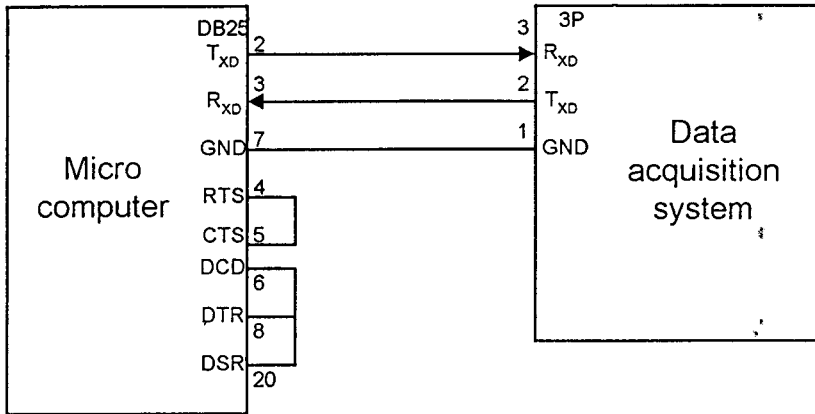 DB25
3
3P
TXD
2
RXD
3
2
RXD
TXD
GND
7
1
GND
Micro
computer
Data
acquisition
system
RTS
4
CTS
5
DCD
6
DTR
8
DSR
20